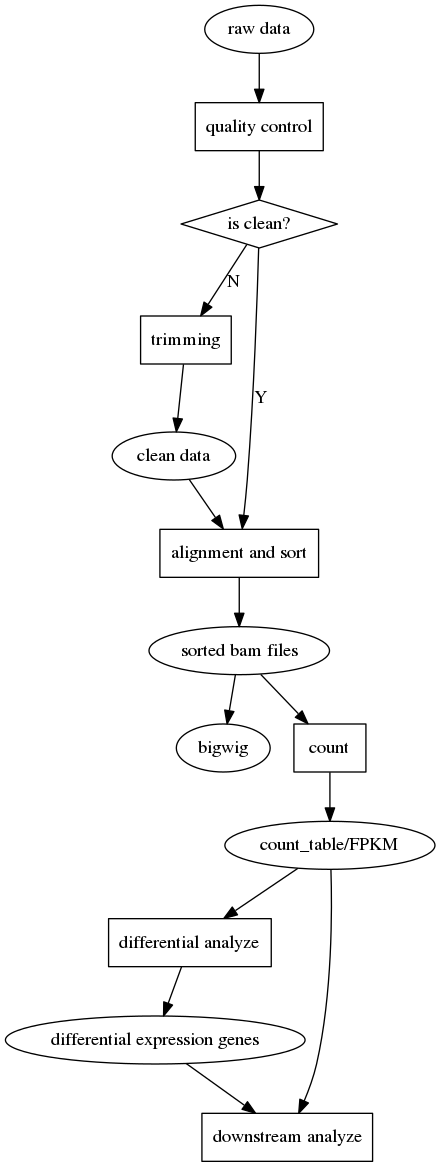 raw data
quality control
is clean?
N
trimming
Y
clean data
alignment and sort
sorted bam files
bigwig
count
count_table/FPKM
differential analyze
differential expression genes
downstream analyze